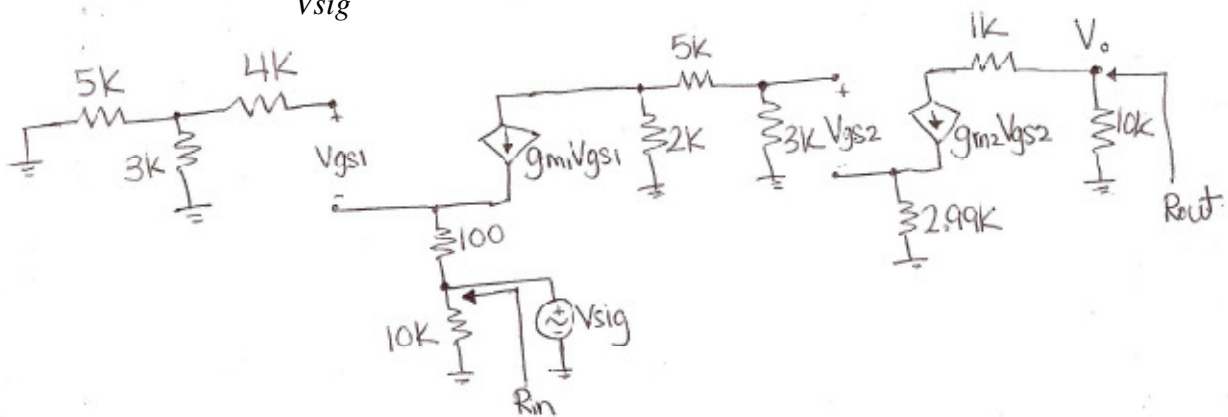 Vsig
5K
4K
3K
+
Vgs1
-
gm1Vgs1
100
10K
Rin
Vsig
2K
5K
3K
+
Vgs2
-
gm2Vgs2
2.99K
1K
Vo
10K
Rout